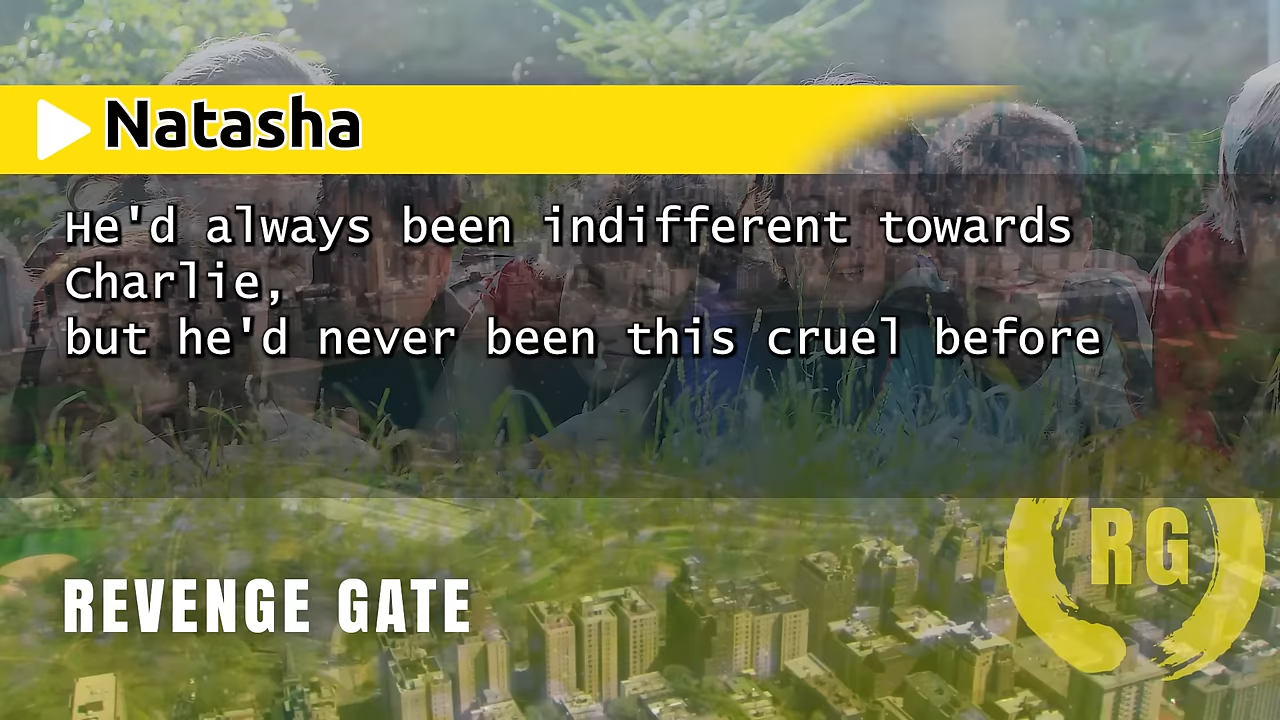 Natasha
He'd always been indifferent towards
Charlie,
but he'd never been this cruel before
RG
REVENGE GATE